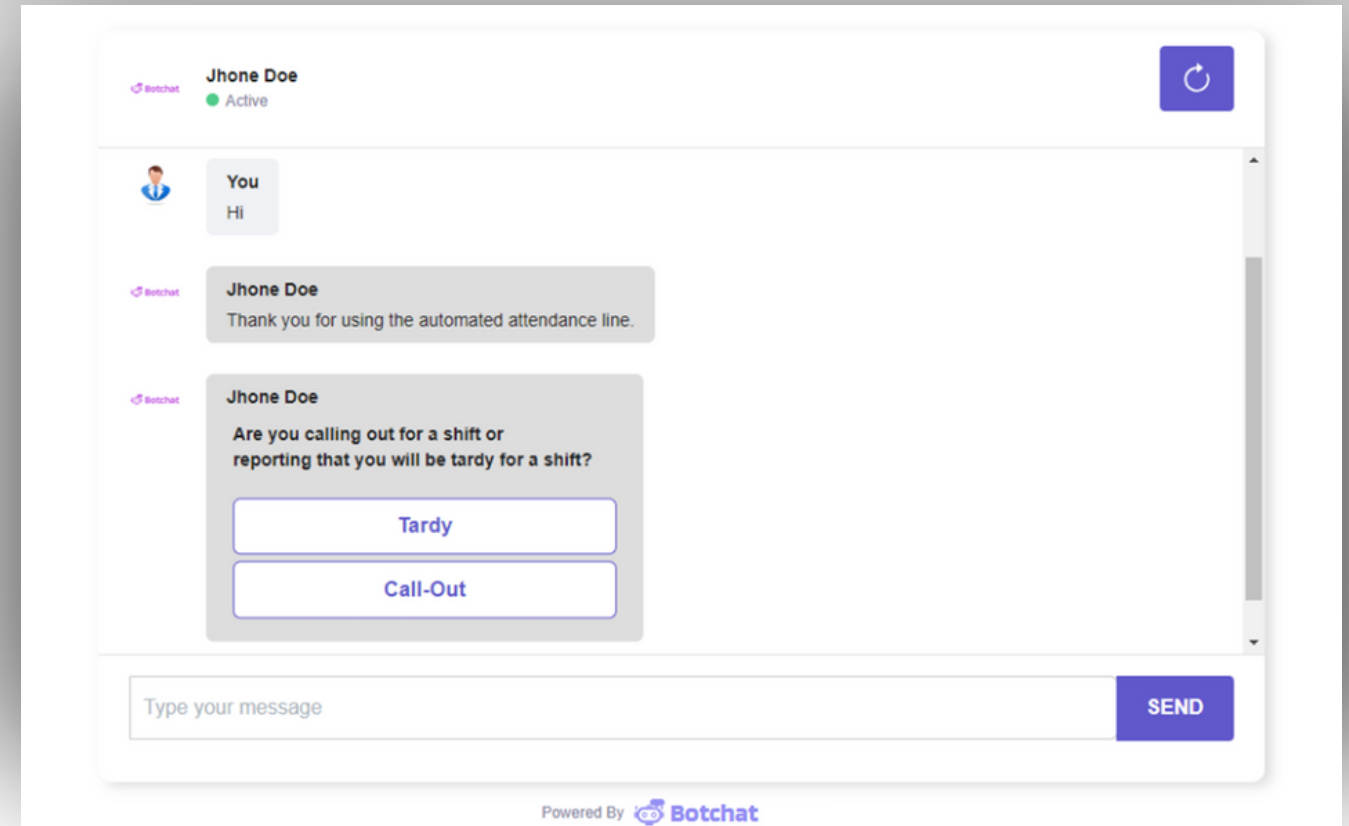 Botchat
Jhone Doe
Active
You
Hi
Botchat
Jhone Doe
Thank you for using the automated attendance line.
Botchat
Jhone Doe
Are you calling out for a shift or
reporting that you will be tardy for a shift?
Tardy
Call-Out
Type your message
SEND
Powered By Botchat